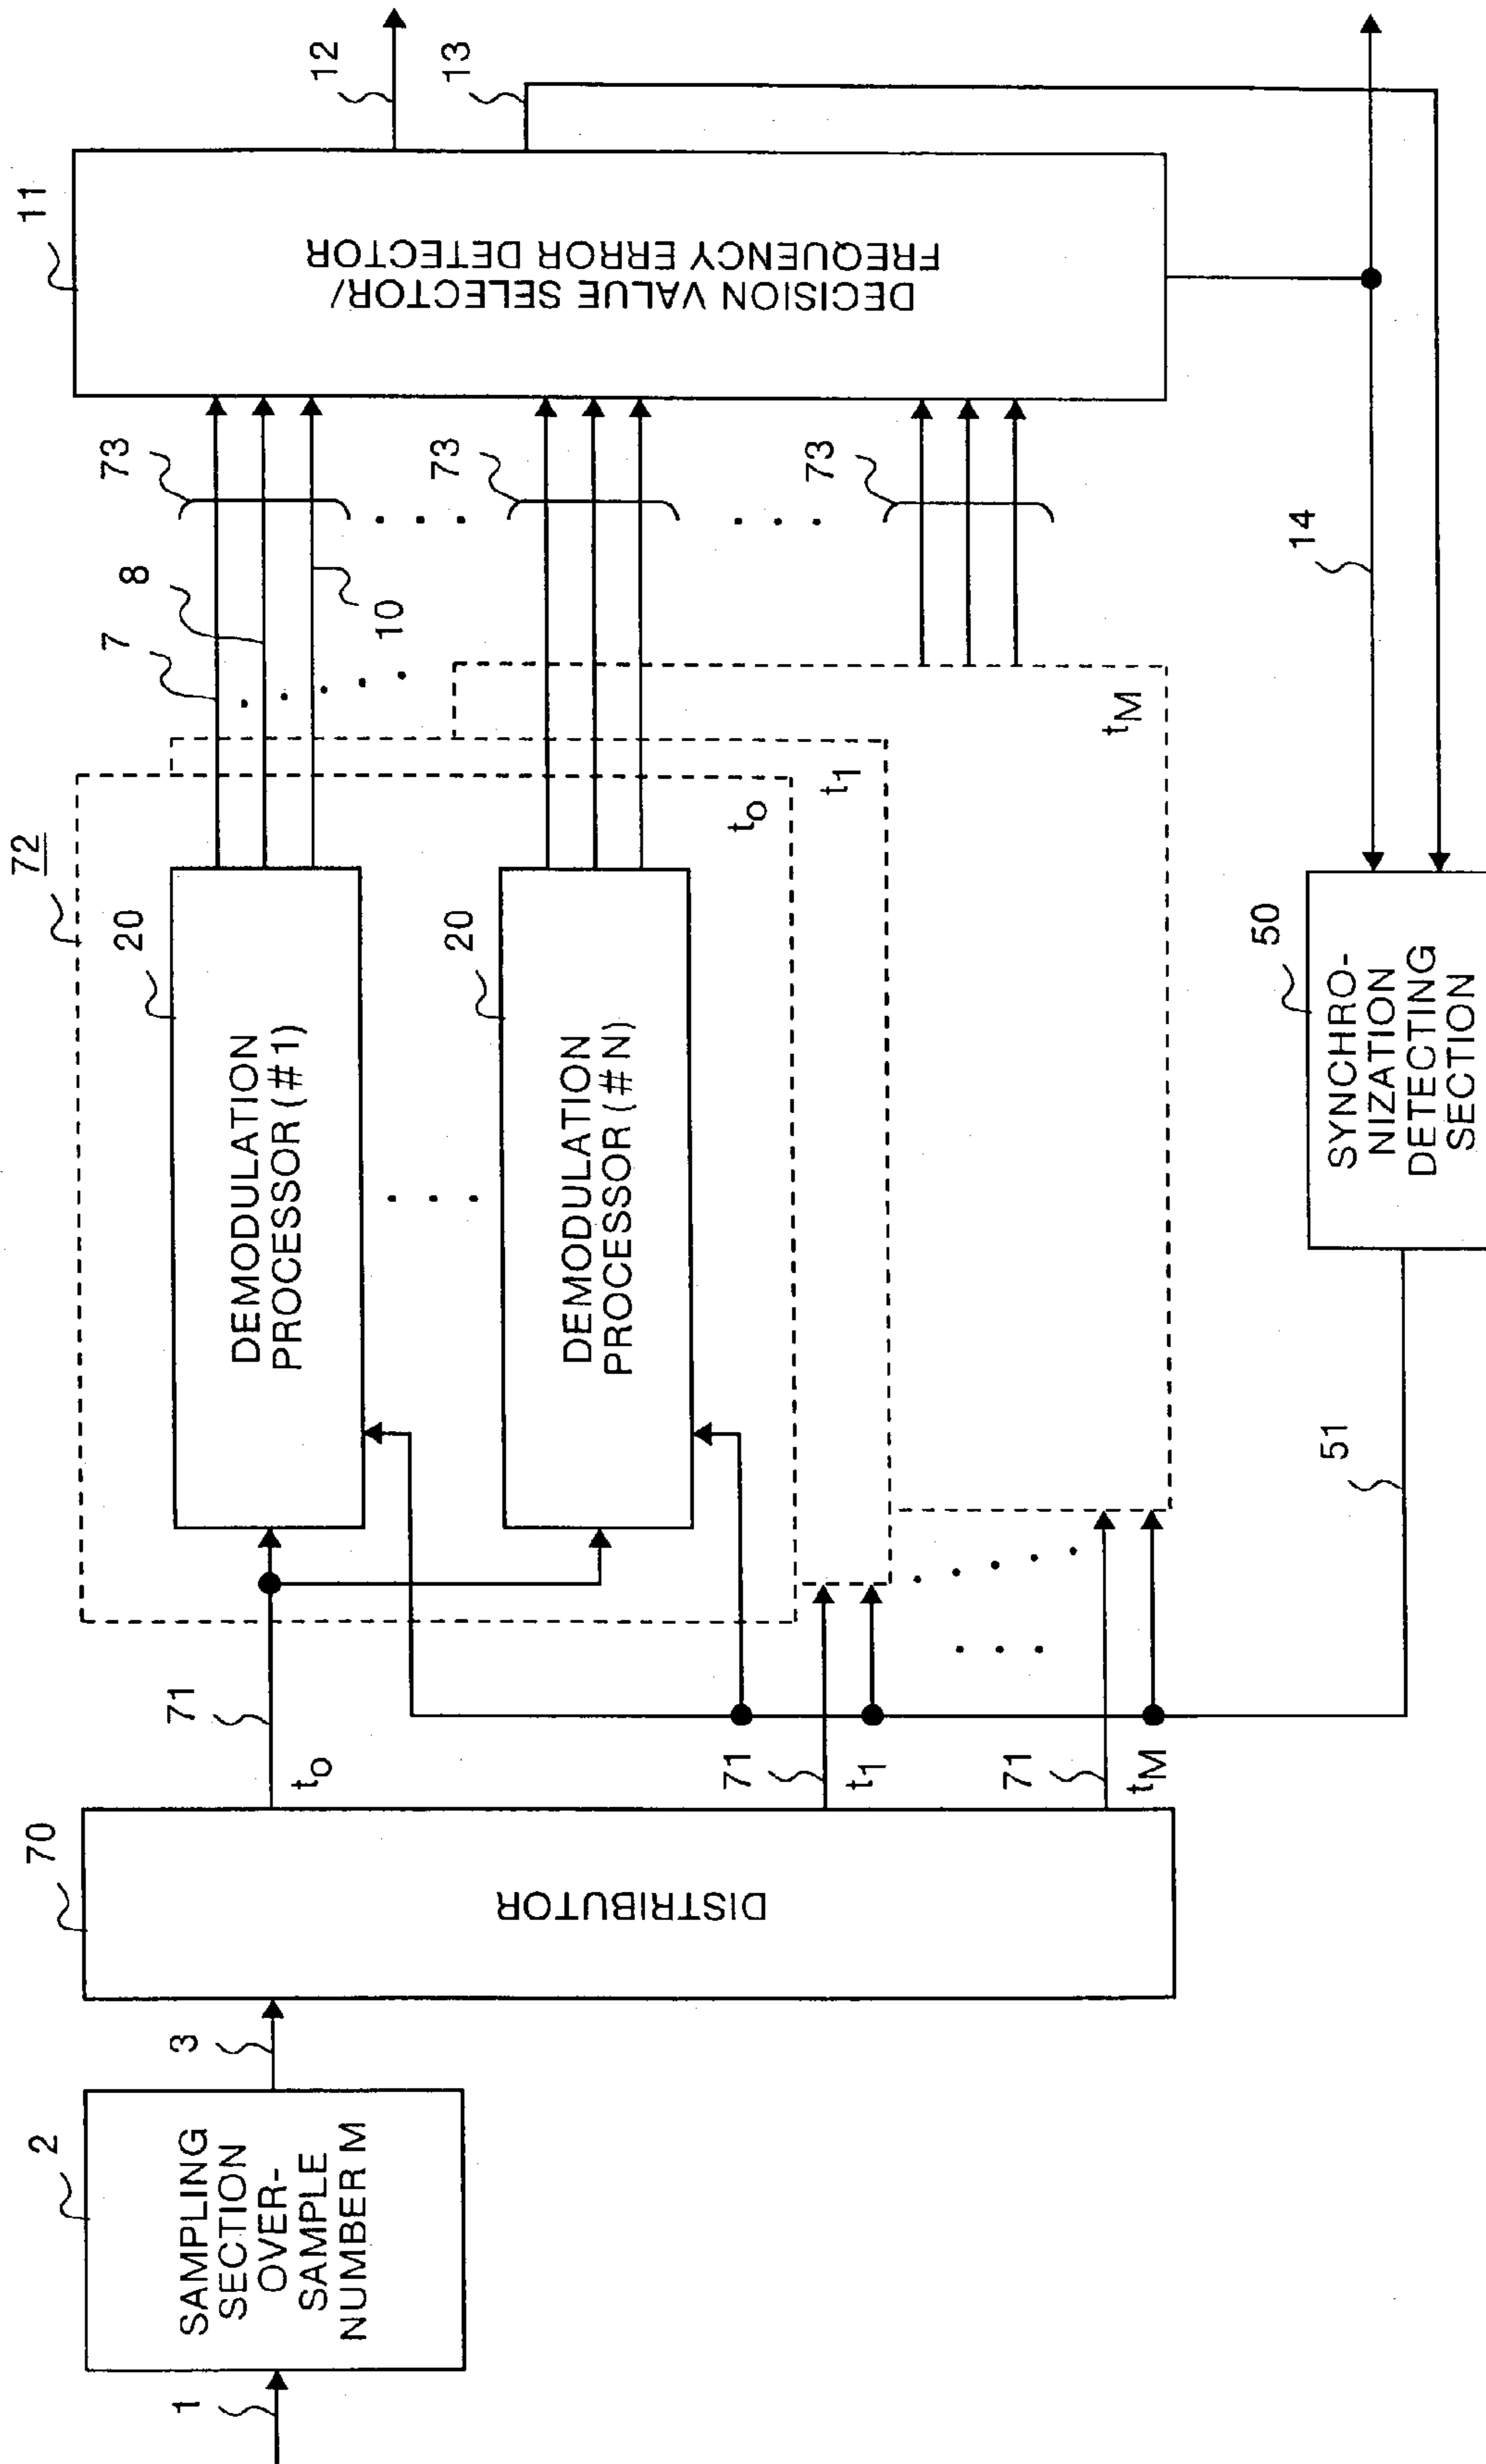 1
2
SAMPLING
SECTION
OVER-
SAMPLE
NUMBER M
3
70
DISTRIBUTOR
71
t0
71
t1
71
tM
72
20
DEMODULATION
PROCESSOR (#1)
20
DEMODULATION
PROCESSOR (#N)
t0
t1
tM
7
8
10
73
73
73
11
DECISION VALUE SELECTOR/
FREQUENCY ERROR DETECTOR
12
13
14
50
SYNCHRO-
NIZATION
DETECTING
SECTION
51